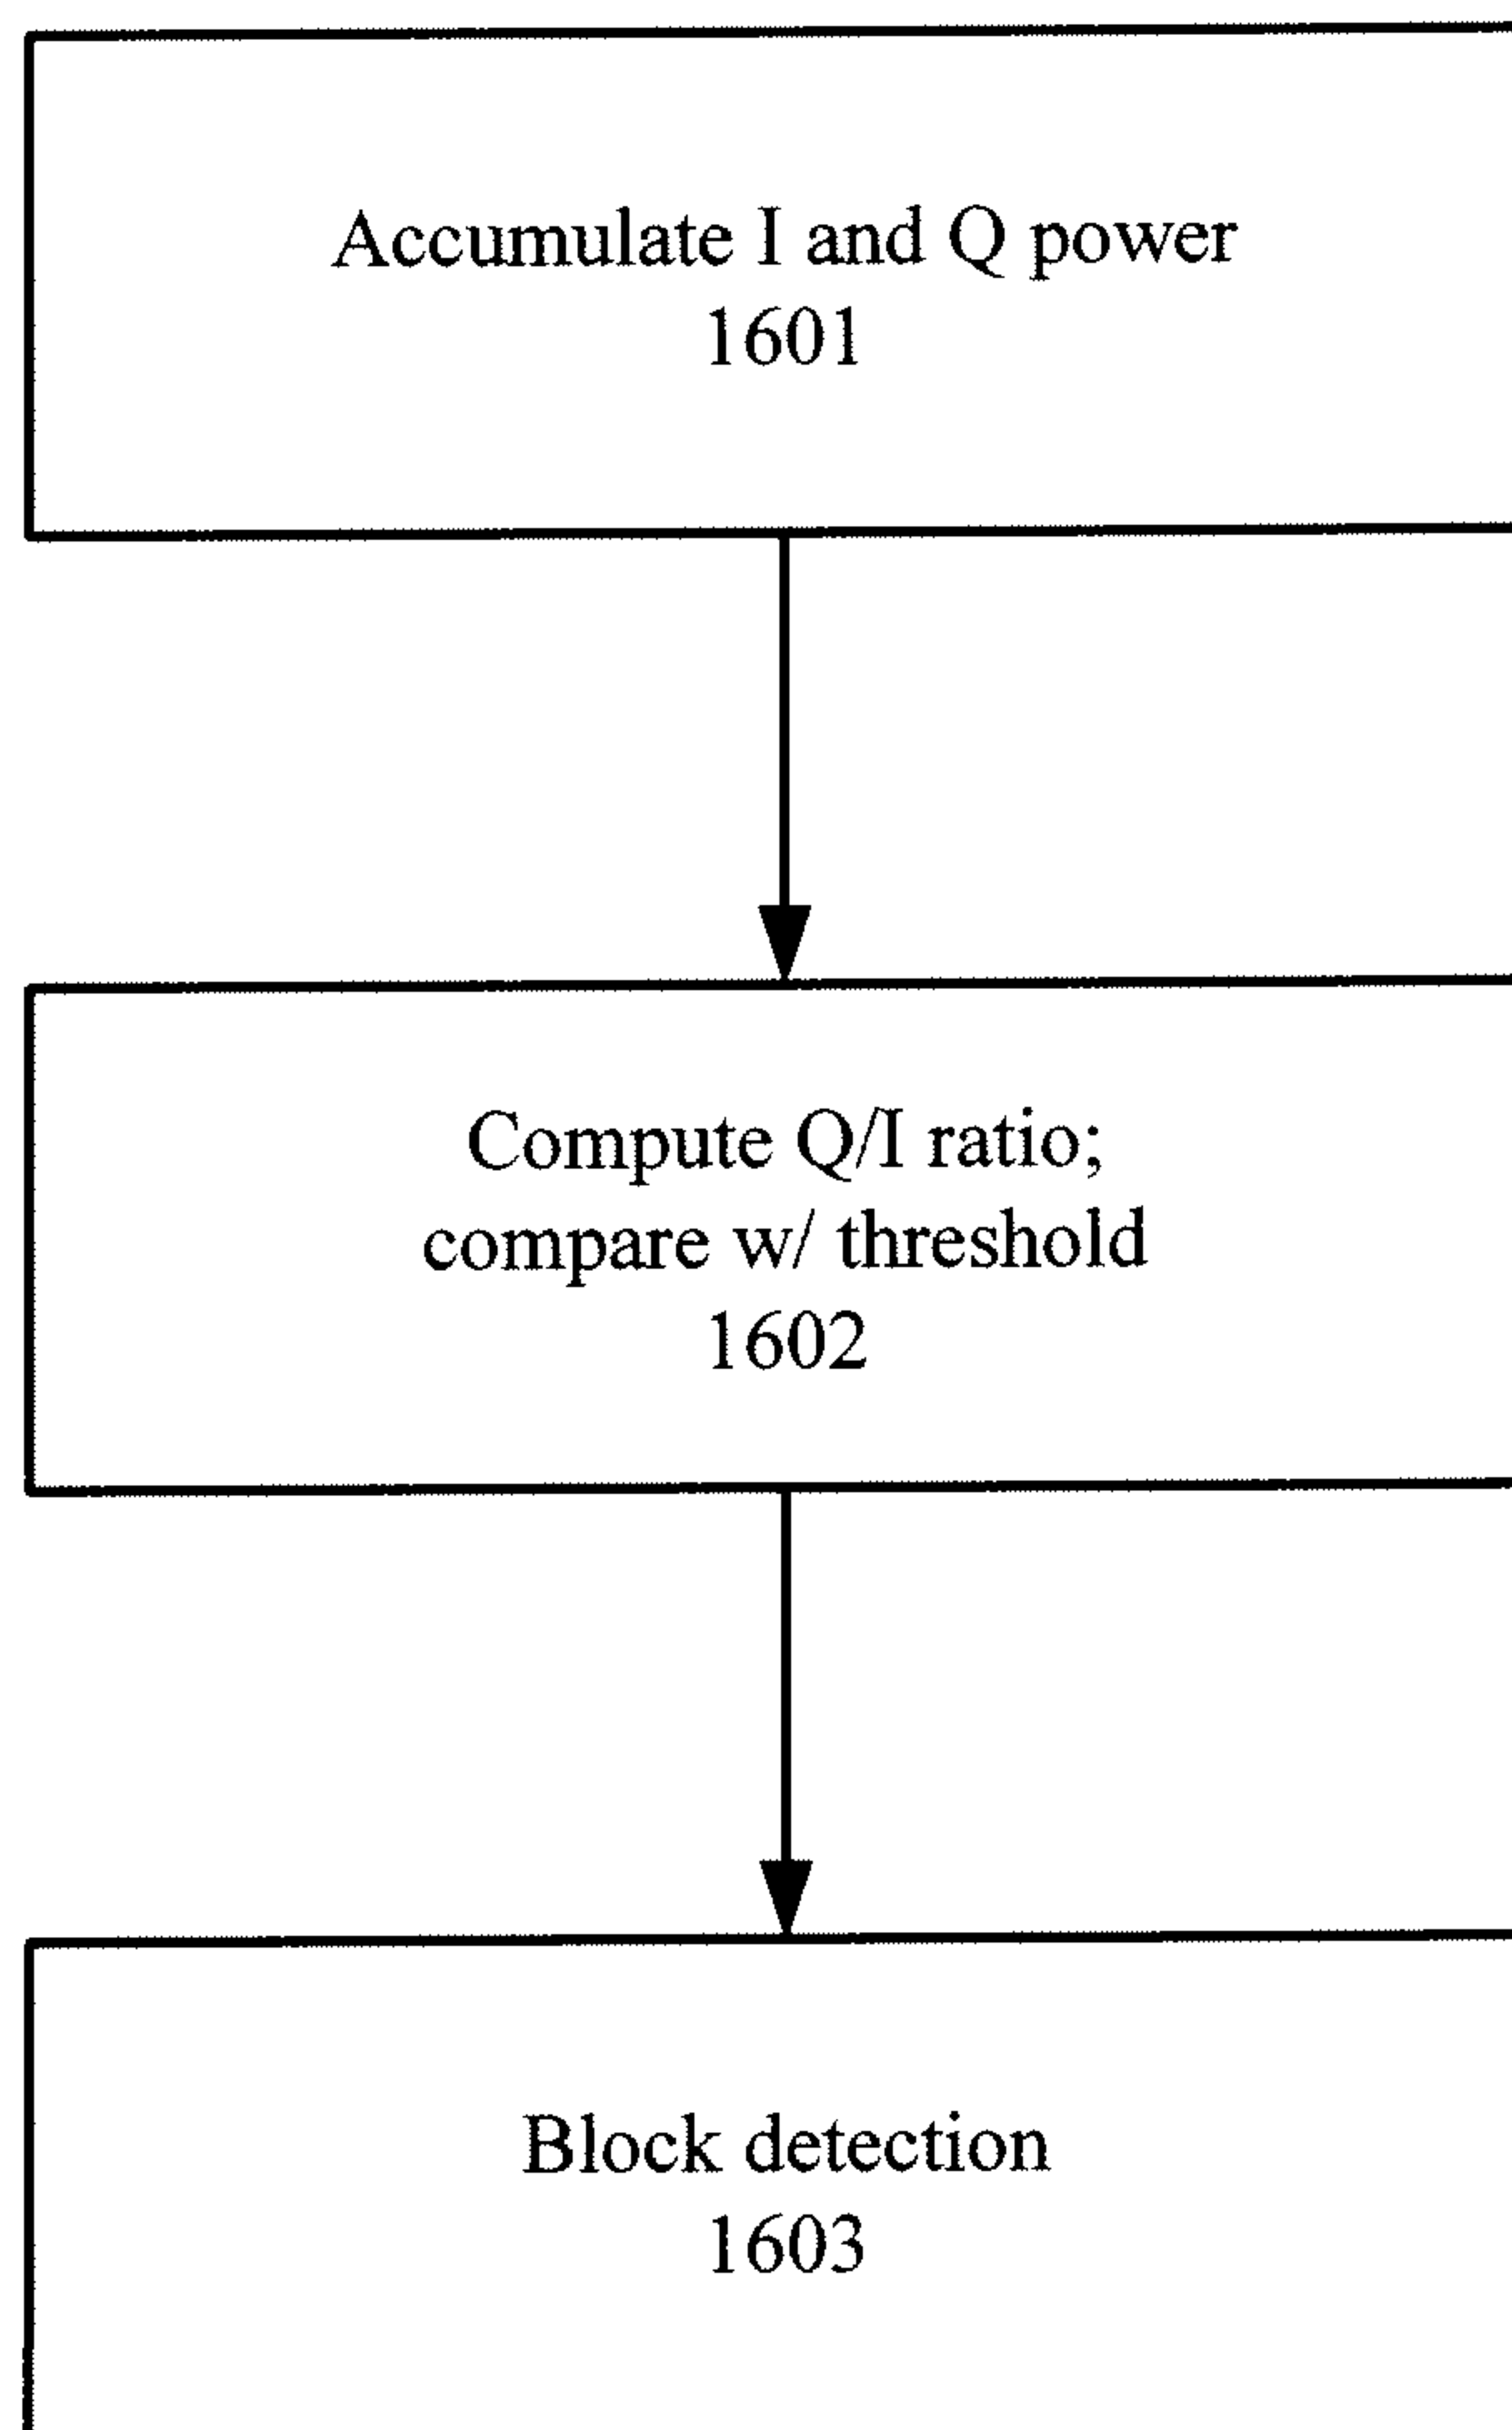 Accumulate I and Q power
1601
Compute Q/I ratio;
compare w/ threshold
1602
Block detection
1603